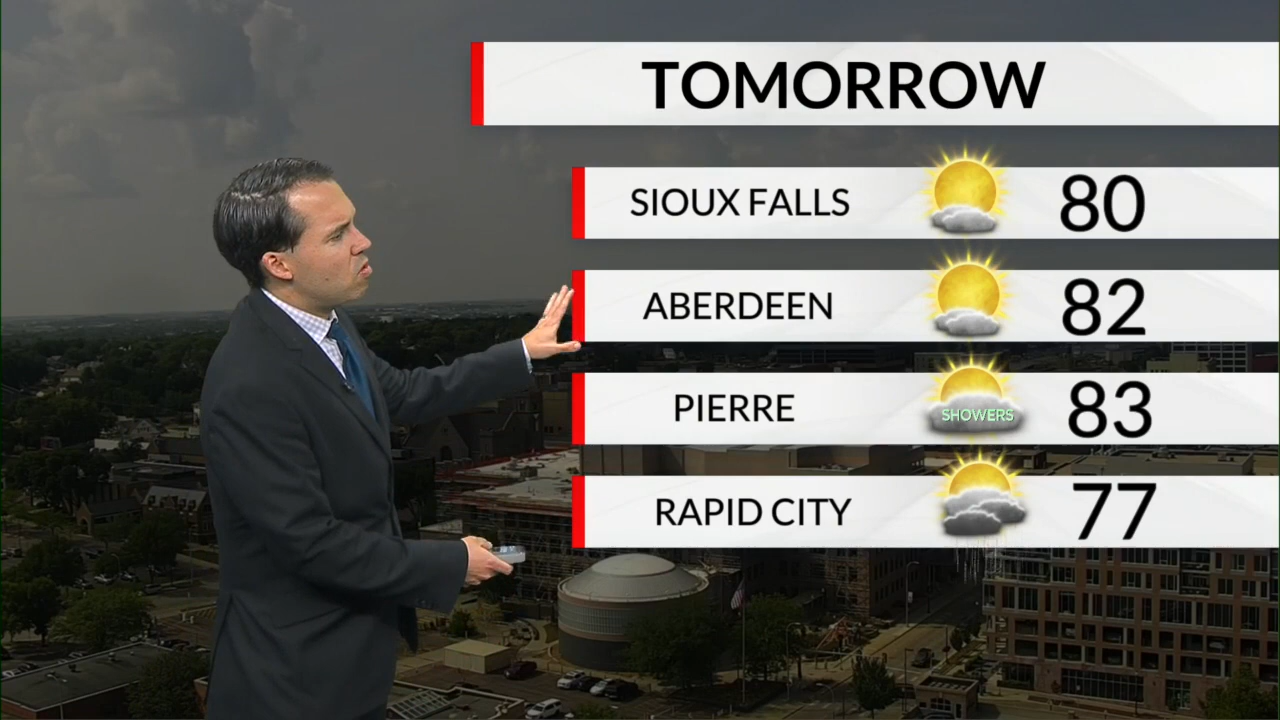 TOMORROW
SIOUX FALLS 80
ABERDEEN 82
PIERRE SHOWERS 83
RAPID CITY 77